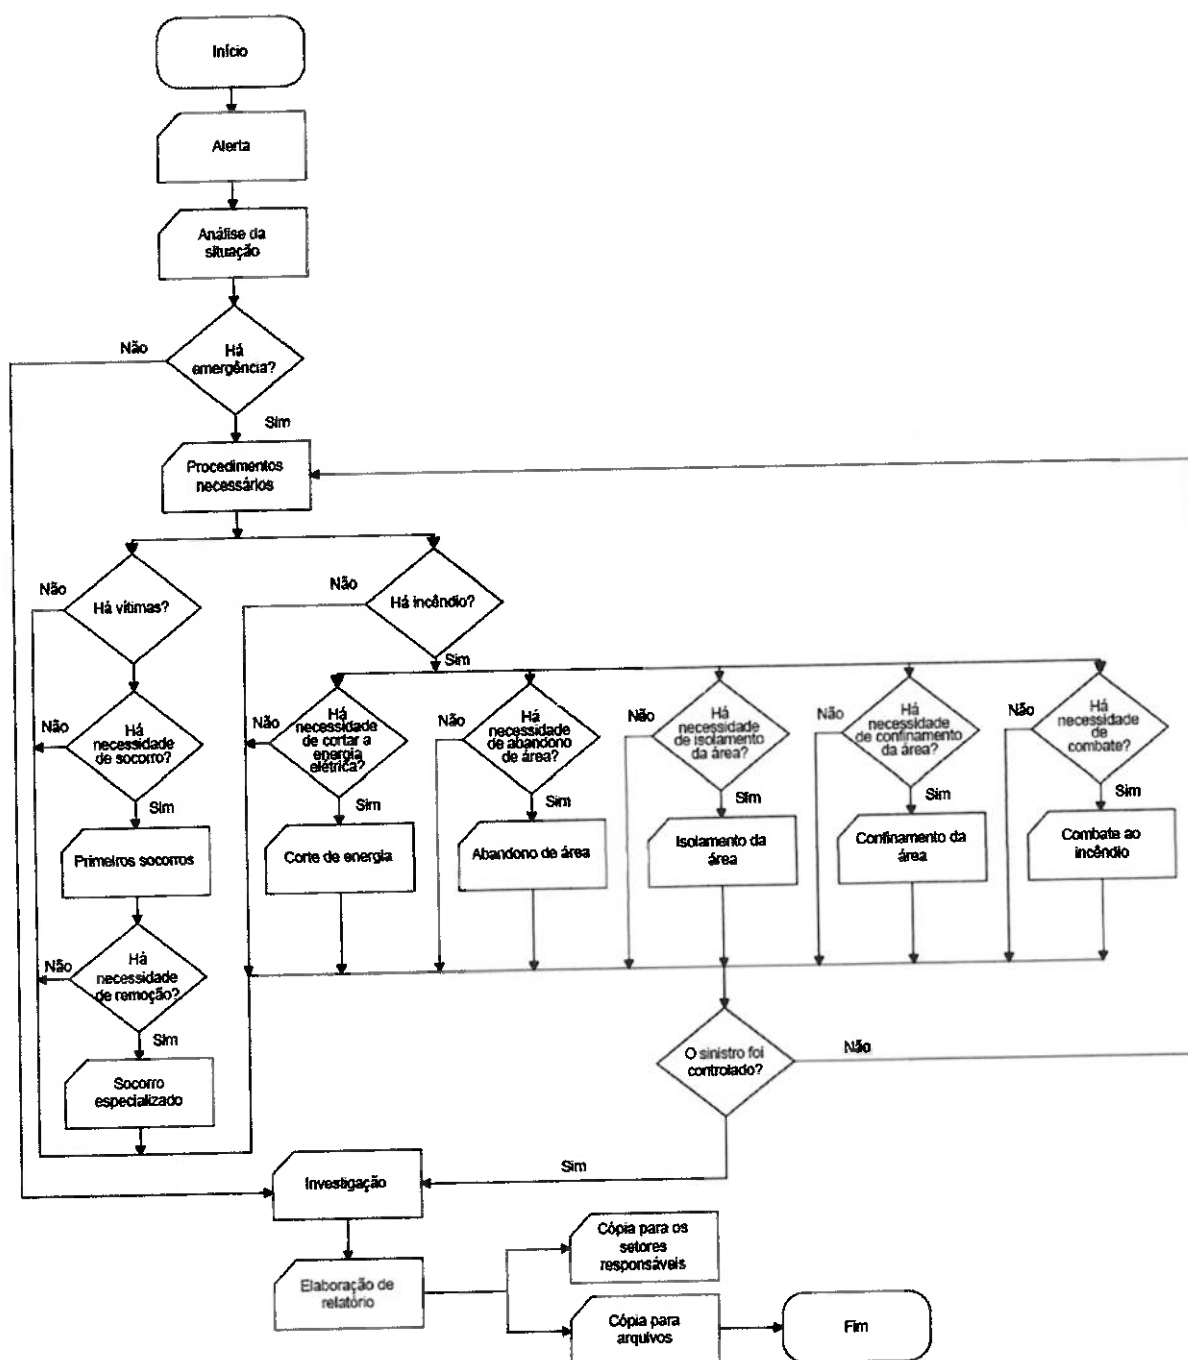 Início
Alerta
Análise da
situação
Não
Há
emergência?
Sim
Procedimentos
necessários
Não
Há vítimas?
Não
Há incêndio?
Sim
Não
Há
necessidade
de socorro?
Sim
Não
Há
necessidade
de cortar a
energia
elétrica?
Sim
Não
Há
necessidade
de abandono
de área?
Sim
Não
Há
necessidade
de isolamento
da área?
Sim
Não
Há
necessidade
de confinamento
da área?
Sim
Não
Há
necessidade
de
combate?
Sim
Primeiros socorros
Corte de energia
Abandono de área
Isolamento da
área
Confinamento da
área
Combate ao
incêndio
Não
Há
necessidade
de remoção?
Sim
Socorro
especializado
O sinistro foi
controlado?
Não
Sim
Investigação
Elaboração de
relatório
Cópia para os
setores
responsáveis
Cópia para
arquivos
Fim